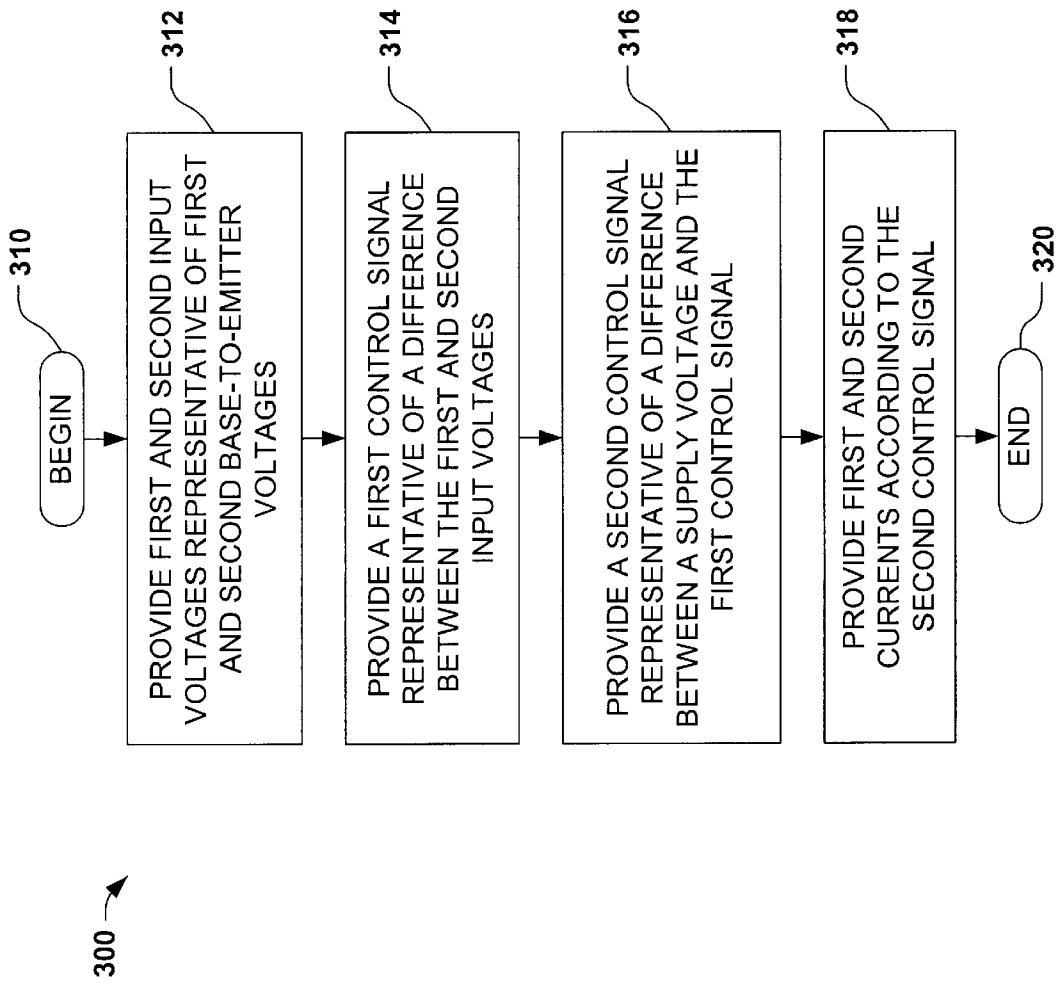 300
BEGIN
310
PROVIDE FIRST AND SECOND INPUT
VOLTAGES REPRESENTATIVE OF FIRST
AND SECOND BASE-TO-EMITTER
VOLTAGES
312
PROVIDE A FIRST CONTROL SIGNAL
REPRESENTATIVE OF A DIFFERENCE
BETWEEN THE FIRST AND SECOND
INPUT VOLTAGES
314
PROVIDE A SECOND CONTROL SIGNAL
REPRESENTATIVE OF A DIFFERENCE
BETWEEN A SUPPLY VOLTAGE AND THE
FIRST CONTROL SIGNAL
316
PROVIDE FIRST AND SECOND
CURRENTS ACCORDING TO THE
SECOND CONTROL SIGNAL
318
END
320